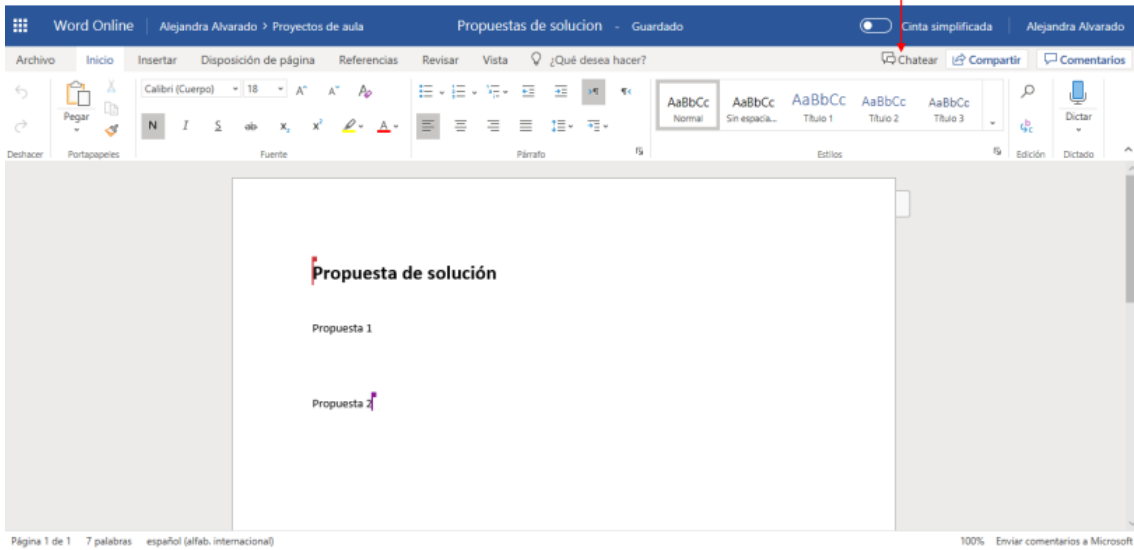 Word Online Alejandra Alvarado > Proyectos de aula Propuestas de solucion - Guardado Cinta simplificada Alejandra Alvarado
Archivo Inicio Insertar Disposición de página Referencias Revisar Vista ¿Qué desea hacer? Chatear Compartir Comentarios
Calibri (Cuerpo) 18 A^ A˅
Pegar
N I S ab x₂ x² A
AaBbCc AaBbCc AaBbCc AaBbCc AaBbCc
Normal Sin espacia... Título 1 Título 2 Título 3
Dictar
Deshacer Portapapeles Fuente Párrafo Estilos Edición Dictado
Propuesta de solución
Propuesta 1
Propuesta 2
Página 1 de 1 7 palabras español (alfab. internacional) 100% Enviar comentarios a Microsoft